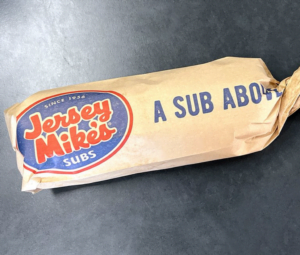 SINCE 1956
Jersey
Mike's
SUBS
A SUB ABOV